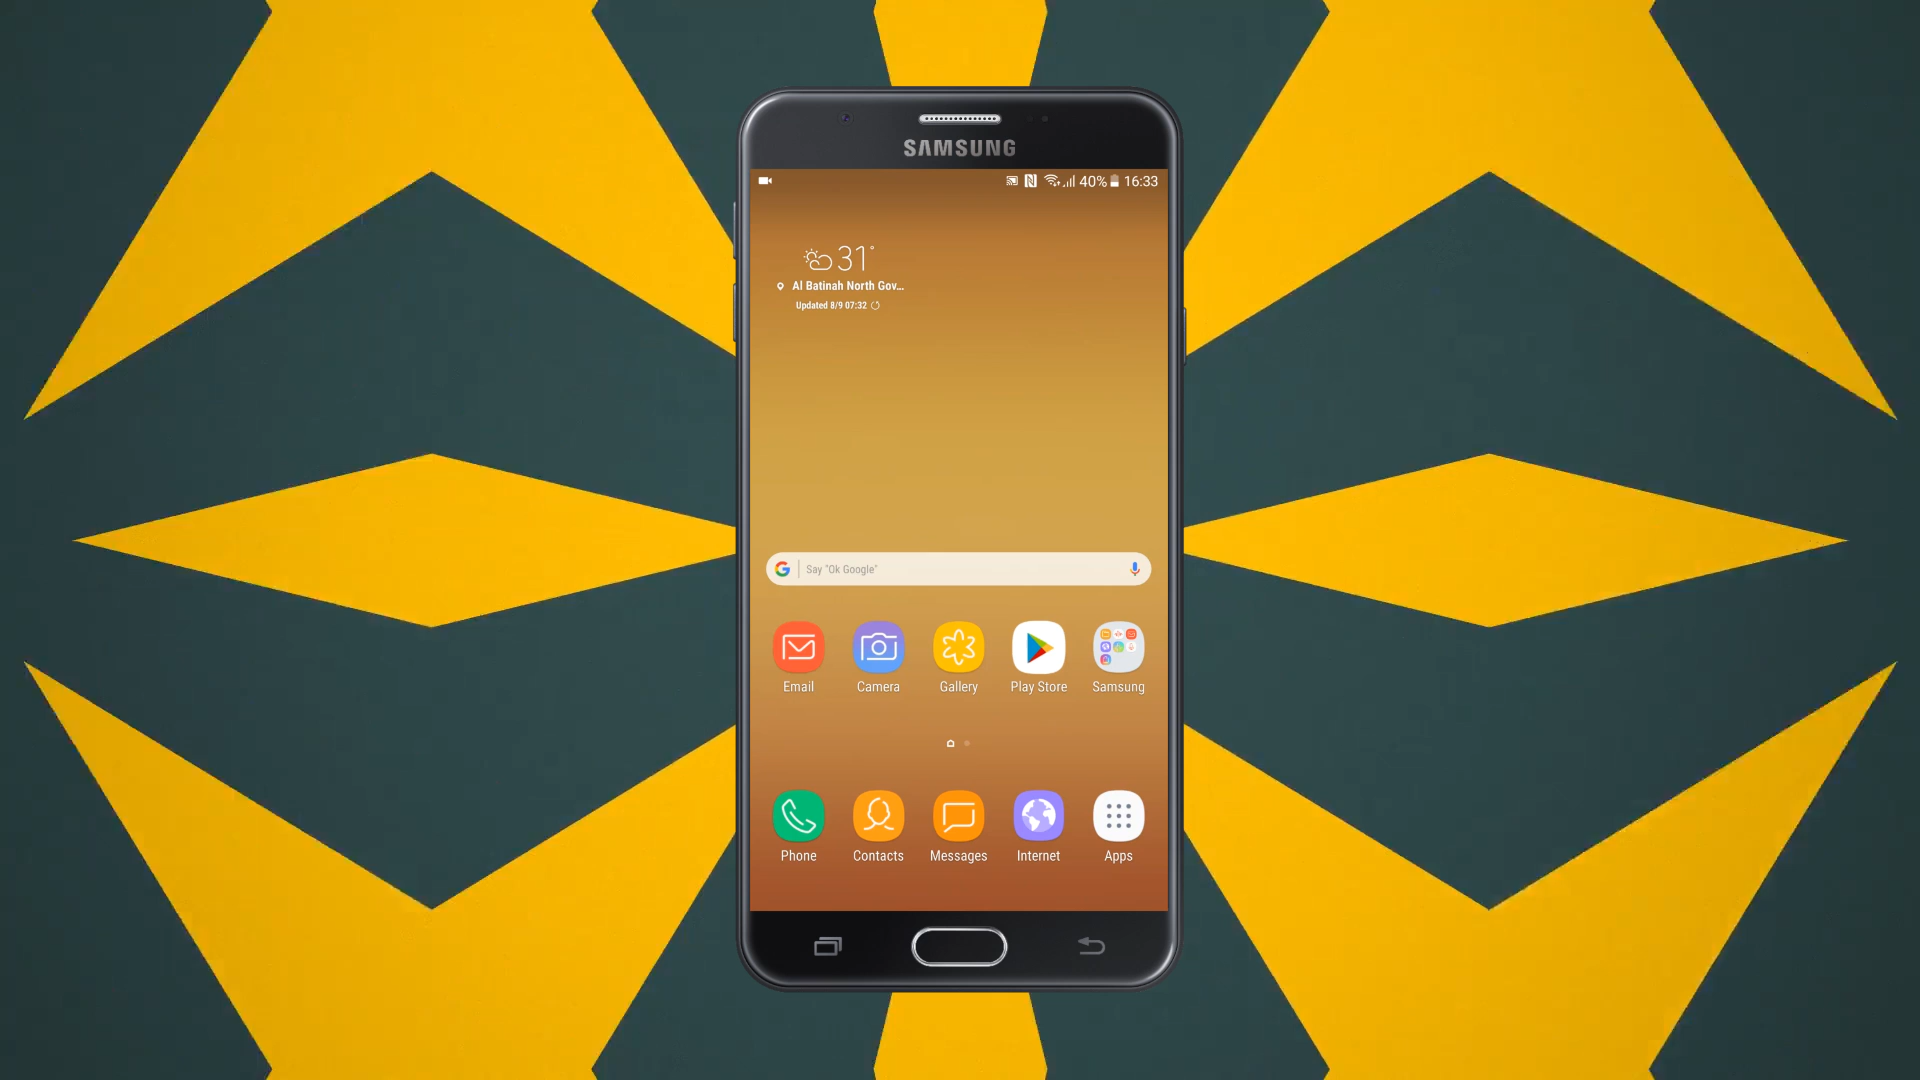 SAMSUNG
40% 16:33
31°
Al Batinah North Gov...
Updated 8/9 07:32
Say "Ok Google"
Email Camera Gallery Play Store Samsung
Phone Contacts Messages Internet Apps